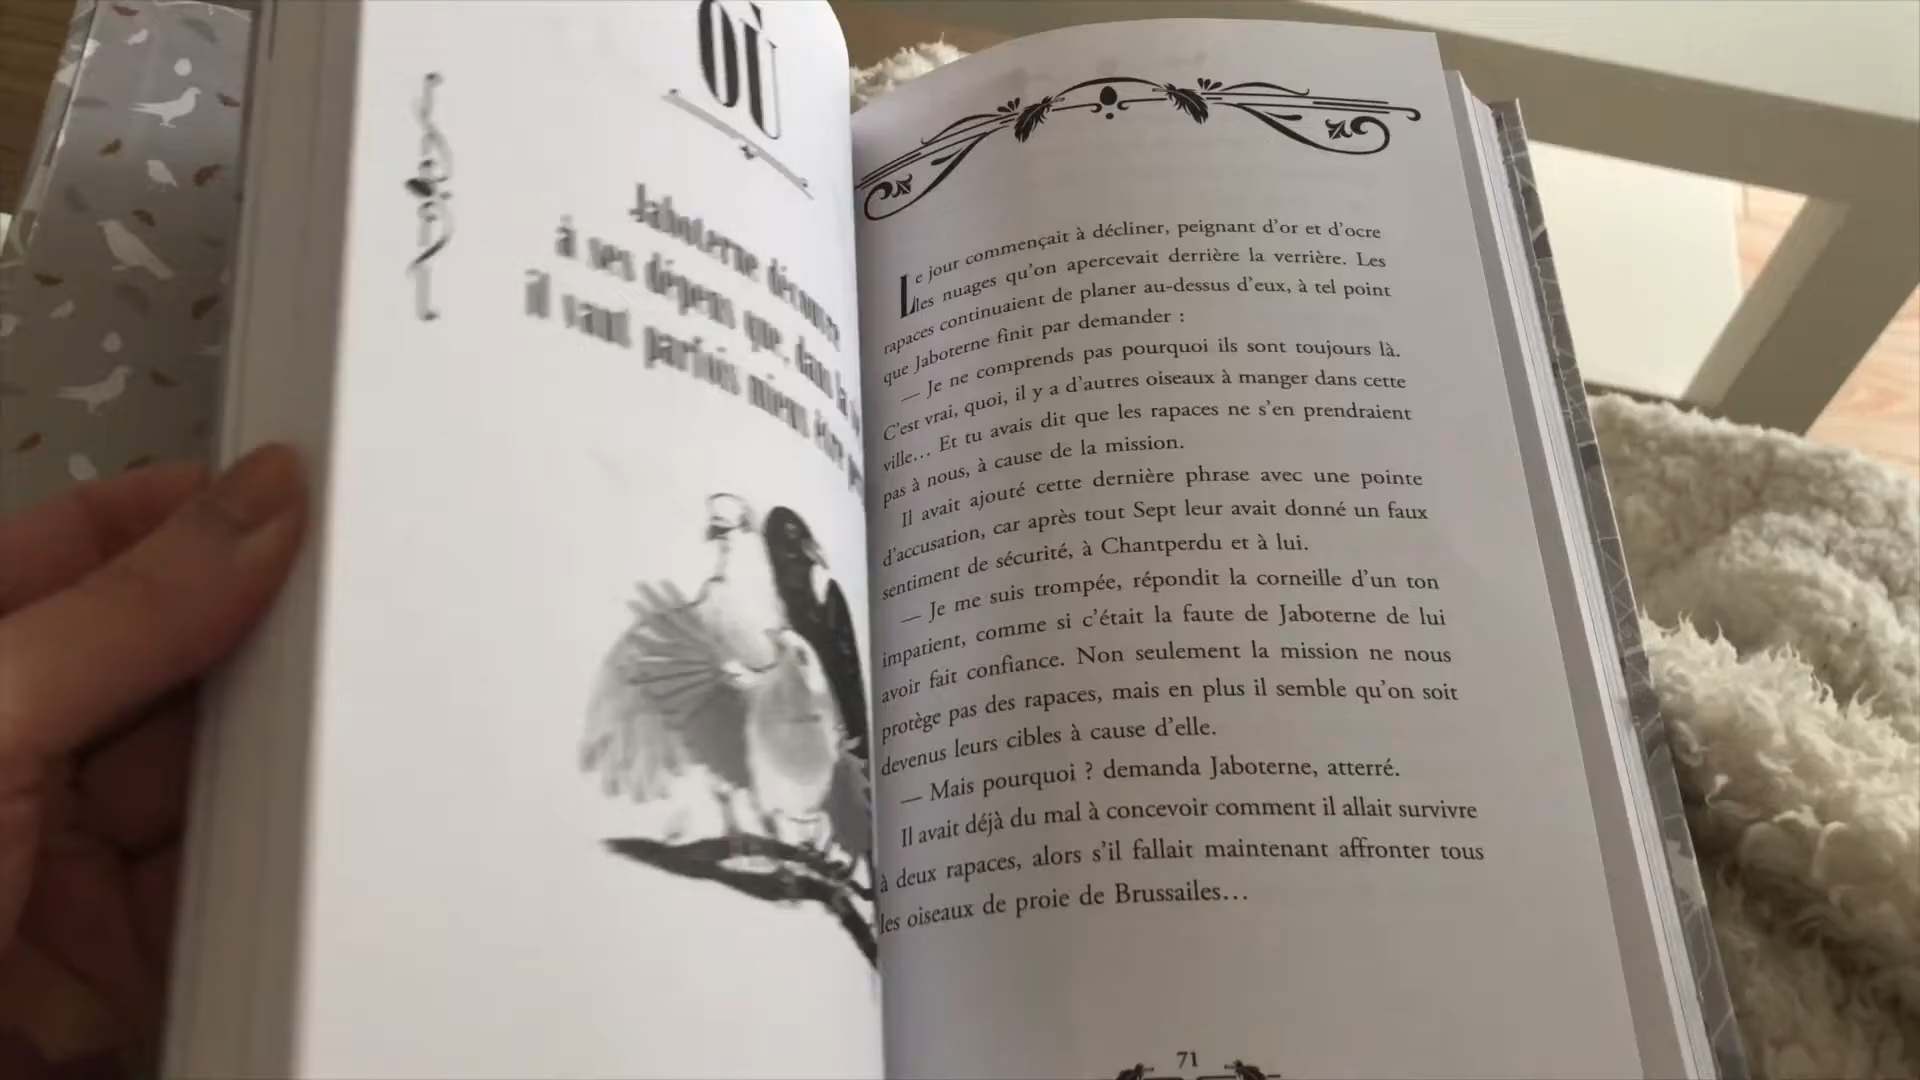 OÙ
Jaboterne découvre
à ses dépens que, dans la
il vaut parfois mieux être
Le jour commençait à décliner, peignant d'or et d'ocre
les nuages qu'on apercevait derrière la verrière. Les
rapaces continuaient de planer au-dessus d'eux, à tel point
que Jaboterne finit par demander :
— Je ne comprends pas pourquoi ils sont toujours là.
C'est vrai, quoi, il y a d'autres oiseaux à manger dans cette
ville… Et tu avais dit que les rapaces ne s'en prendraient
pas à nous, à cause de la mission.
Il avait ajouté cette dernière phrase avec une pointe
d'accusation, car après tout Sept leur avait donné un faux
sentiment de sécurité, à Chantperdu et à lui.
— Je me suis trompée, répondit la corneille d'un ton
impatient, comme si c'était la faute de Jaboterne de lui
avoir fait confiance. Non seulement la mission ne nous
protège pas des rapaces, mais en plus il semble qu'on soit
devenus leurs cibles à cause d'elle.
— Mais pourquoi ? demanda Jaboterne, atterré.
Il avait déjà du mal à concevoir comment il allait survivre
à deux rapaces, alors s'il fallait maintenant affronter tous
les oiseaux de proie de Brussailes…
71